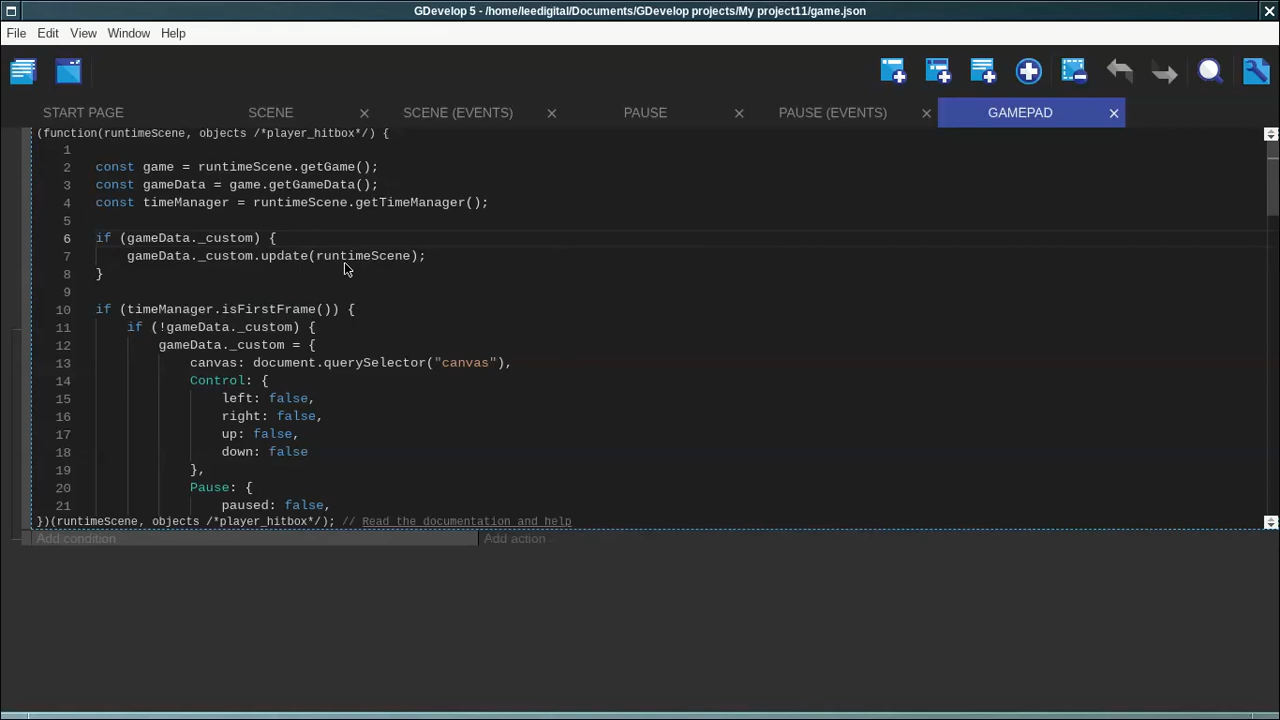 GDevelop 5 - /home/leedigital/Documents/GDevelop projects/My project11/game.json
File Edit View Window Help
START PAGE SCENE SCENE (EVENTS) PAUSE PAUSE (EVENTS) GAMEPAD
(function(runtimeScene, objects /*player_hitbox*/) {
1
2 const game = runtimeScene.getGame();
3 const gameData = game.getGameData();
4 const timeManager = runtimeScene.getTimeManager();
5
6 if (gameData._custom) {
7 gameData._custom.update(runtimeScene);
8 }
9
10 if (timeManager.isFirstFrame()) {
11 if (!gameData._custom) {
12 gameData._custom = {
13 canvas: document.querySelector("canvas"),
14 Control: {
15 left: false,
16 right: false,
17 up: false,
18 down: false
19 },
20 Pause: {
21 paused: false,
})(runtimeScene, objects /*player_hitbox*/); // Read the documentation and help
Add condition Add action